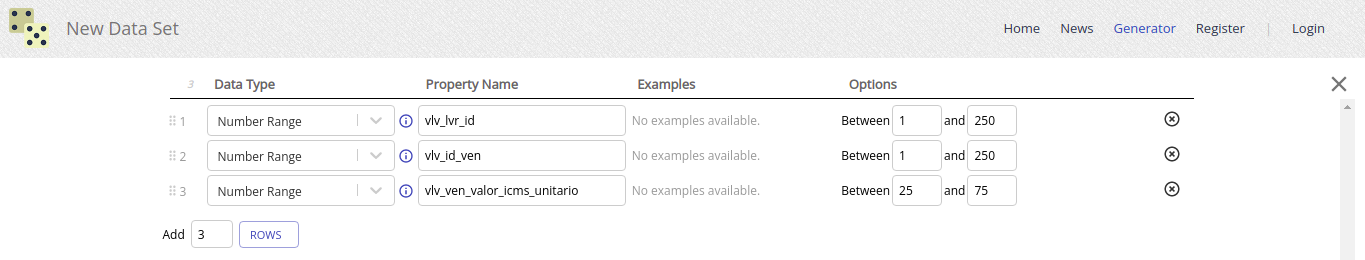 New Data Set
Home News Generator Register Login
3 Data Type Property Name Examples Options
1 Number Range vlv_lvr_id No examples available. Between 1 and 250
2 Number Range vlv_id_ven No examples available. Between 1 and 250
3 Number Range vlv_ven_valor_icms_unitario No examples available. Between 25 and 75
Add 3 ROWS